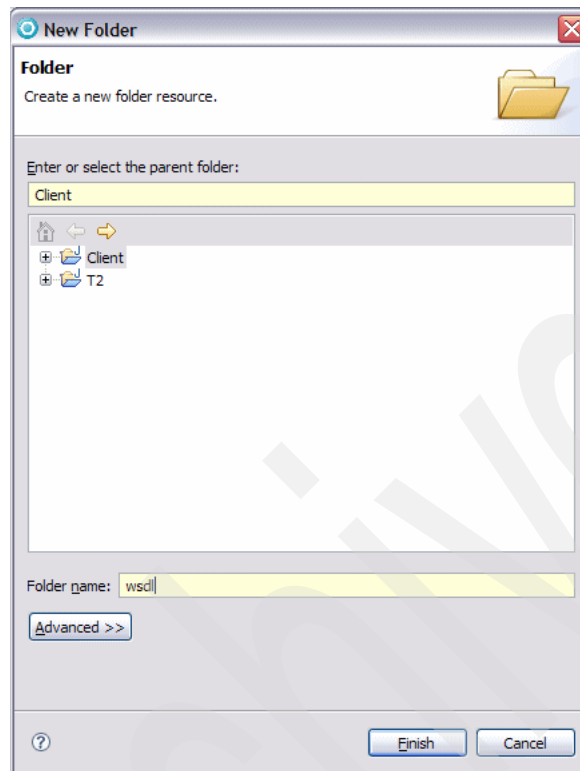 New Folder
Folder
Create a new folder resource.
Enter or select the parent folder:
Client
Client
T2
Folder name: wsdl
Advanced >>
?
Finish Cancel